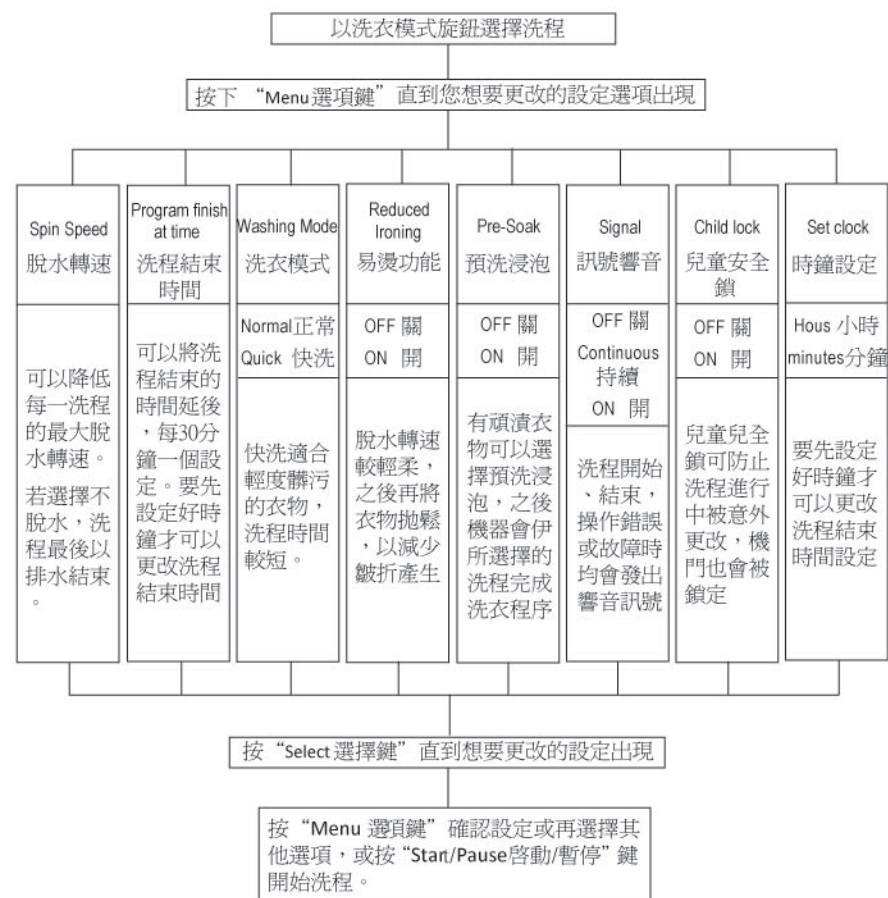 以洗衣模式旋鈕選擇洗程
按下 “Menu選項鍵” 直到您想要更改的設定選項出現
Spin Speed
脫水轉速
可以降低
每一洗程
的最大脫
水轉速。
若選擇不
脫水，洗
程最後以
排水結束
。
Program finish
at time
洗程結束
時間
可以將洗
程結束的
時間延後
，每30分
鐘一個設
定。要先
設定好時
鐘才可以
更改洗程
結束時間
Washing Mode
洗衣模式
Normal正常
Quick 快洗
快洗適合
輕度髒污
的衣物，
洗程時間
較短。
Reduced
Ironing
易燙功能
OFF 關
ON 開
脫水轉速
較輕柔，
之後再將
衣物拋鬆
，以減少
皺折產生
Pre-Soak
預洗浸泡
OFF 關
ON 開
有頑漬衣
物可以選
擇預洗浸
泡，之後
機器會伊
所選擇的
洗程完成
洗衣程序
Signal
訊號響音
OFF 關
Continuous
持續
ON 開
洗程開始
、結束，
操作錯誤
或故障時
均會發出
響音訊號
Child lock
兒童安全
鎖
OFF 關
ON 開
兒童兒全
鎖可防止
洗程進行
中被意外
更改，機
門也會被
鎖定
Set clock
時鐘設定
Hous 小時
minutes分鐘
要先設定
好時鐘才
可以更改
洗程結束
時間設定
按 “Select選擇鍵” 直到想要更改的設定出現
按 “Menu 選項鍵” 確認設定或再選擇其
他選項，或按 “Start/Pause啓動/暫停” 鍵
開始洗程。